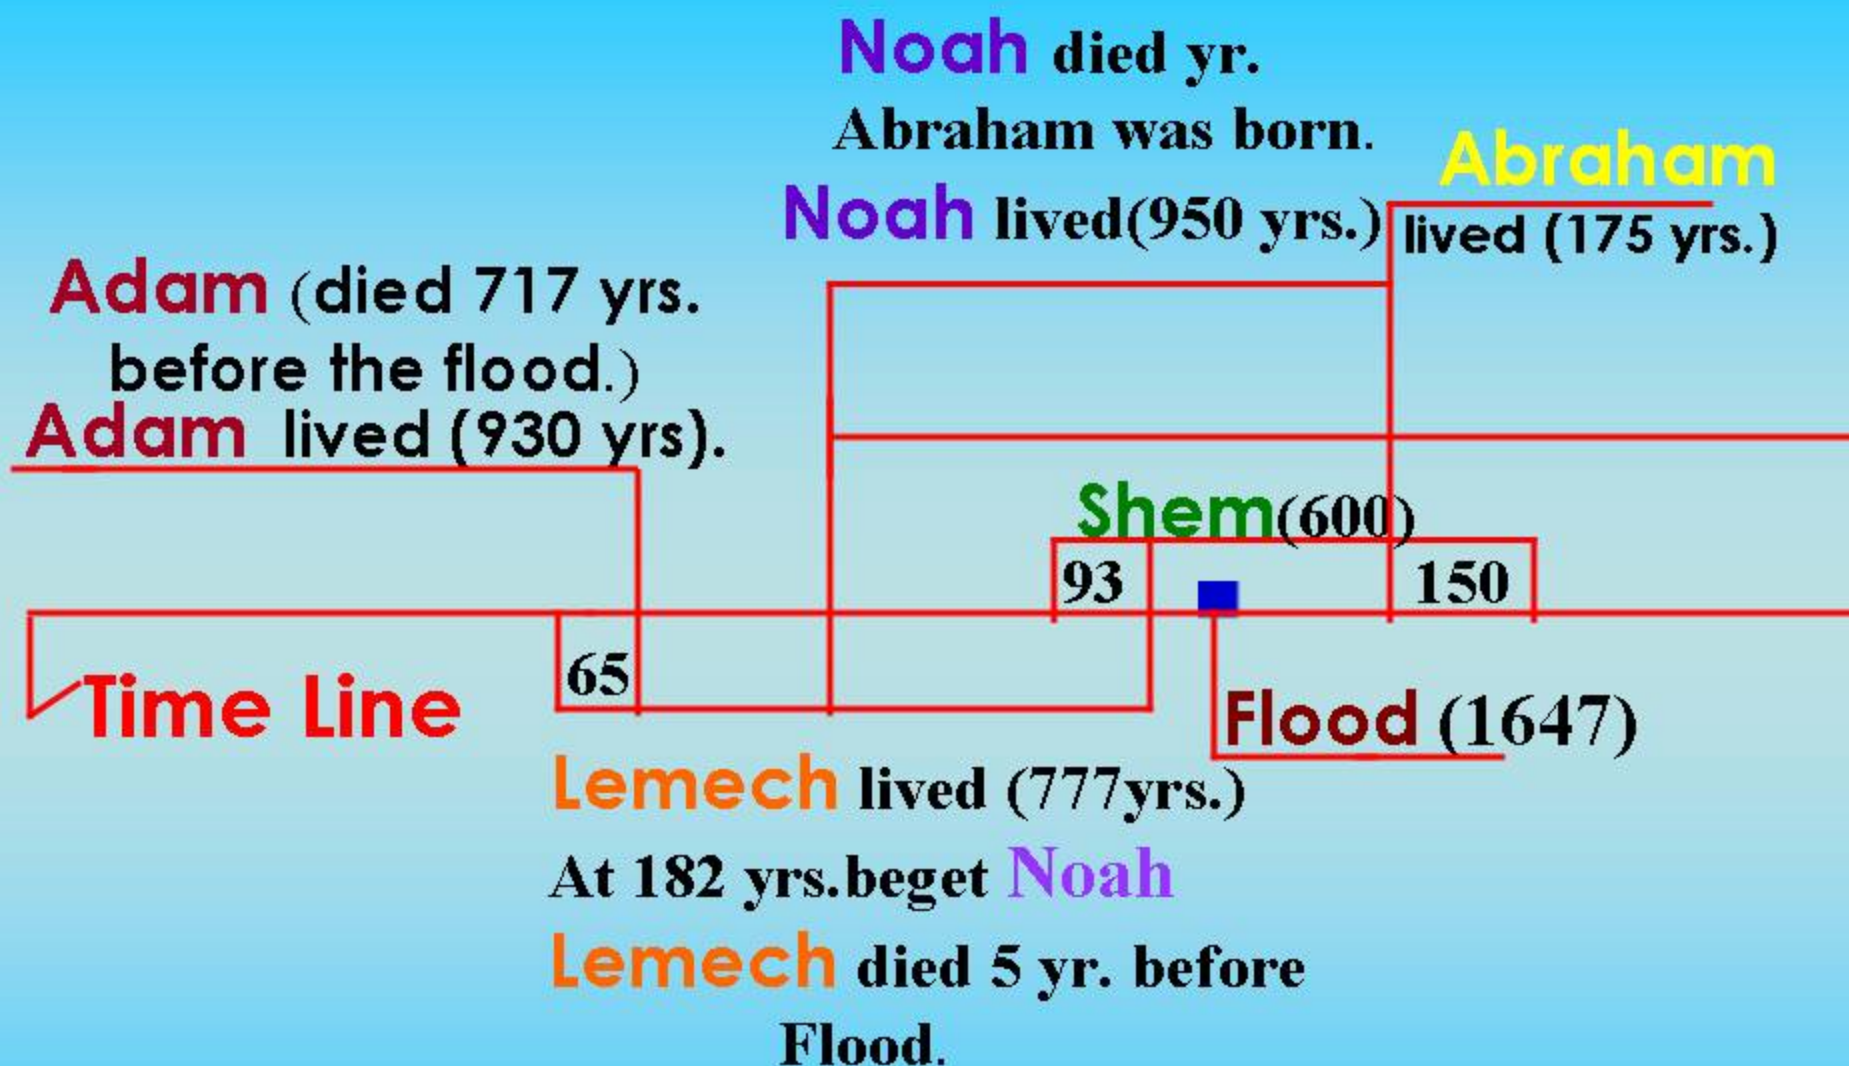 Noah died yr.
Abraham was born.
Abraham
Noah lived(950 yrs.)
lived (175 yrs.)
Adam (died 717 yrs.
before the flood.)
Adam lived (930 yrs).
Shem(600)
93
150
65
Time Line
Flood (1647)
Lemech lived (777yrs.)
At 182 yrs.beget Noah
Lemech died 5 yr. before
Flood.